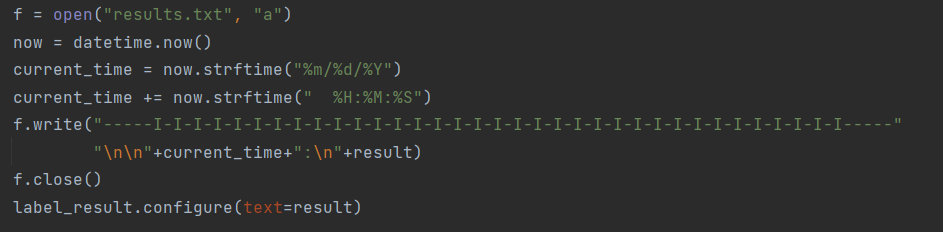 f = open("results.txt", "a")
now = datetime.now()
current_time = now.strftime("%m/%d/%Y")
current_time += now.strftime("  %H:%M:%S")
f.write("-----I-I-I-I-I-I-I-I-I-I-I-I-I-I-I-I-I-I-I-I-I-I-I-I-I-I-I-I-I-I-I-I-I-I-I-----"
        "\n\n"+current_time+":\n"+result)
f.close()
label_result.configure(text=result)